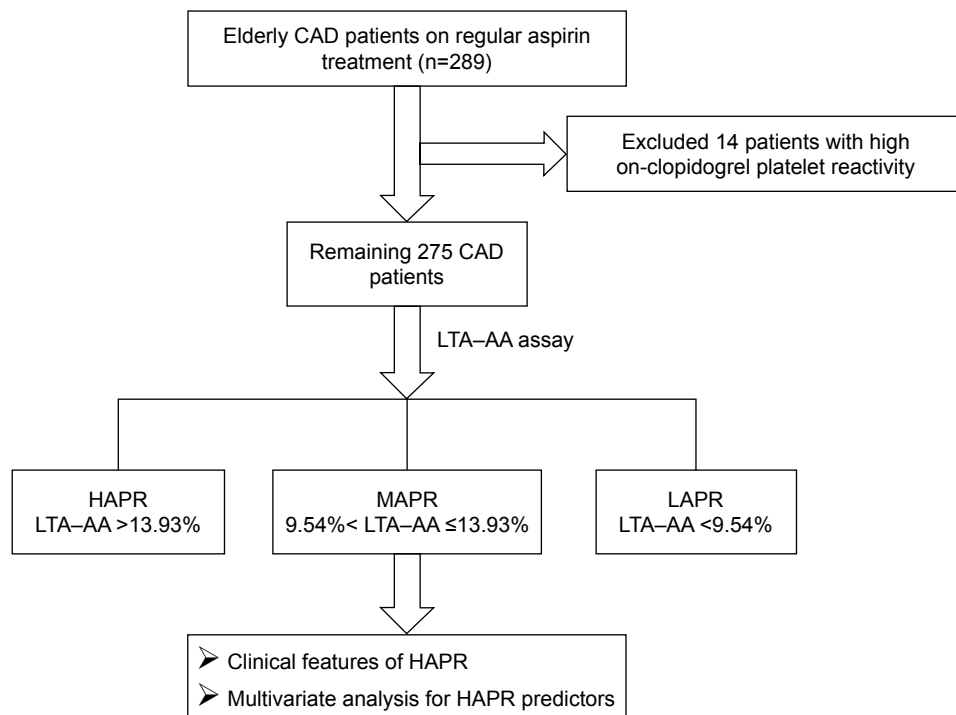 Elderly CAD patients on regular aspirin
treatment (n=289)
Excluded 14 patients with high
on-clopidogrel platelet reactivity
Remaining 275 CAD
patients
LTA–AA assay
HAPR
LTA–AA >13.93%
MAPR
9.54%< LTA–AA ≤13.93%
LAPR
LTA–AA <9.54%
➢ Clinical features of HAPR
➢ Multivariate analysis for HAPR predictors